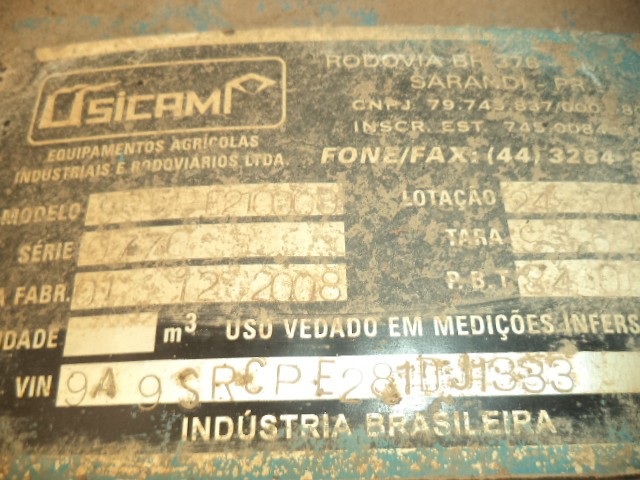 USICAMP
EQUIPAMENTOS AGRÍCOLAS
INDUSTRIAIS E RODOVIÁRIOS LTDA.
RODOVIA BR 376
SARANDI - PR
CNPJ 79.743.837/000
INSCR. EST. 745.0084
FONE/FAX: (44) 3264
MODELO
LOTAÇÃO
SÉRIE
TARA
FABR. 01 12 2008
P.B.T
m³ USO VEDADO EM MEDIÇÕES INFERS
VIN 9A9SRCPE281DJ1333
INDÚSTRIA BRASILEIRA